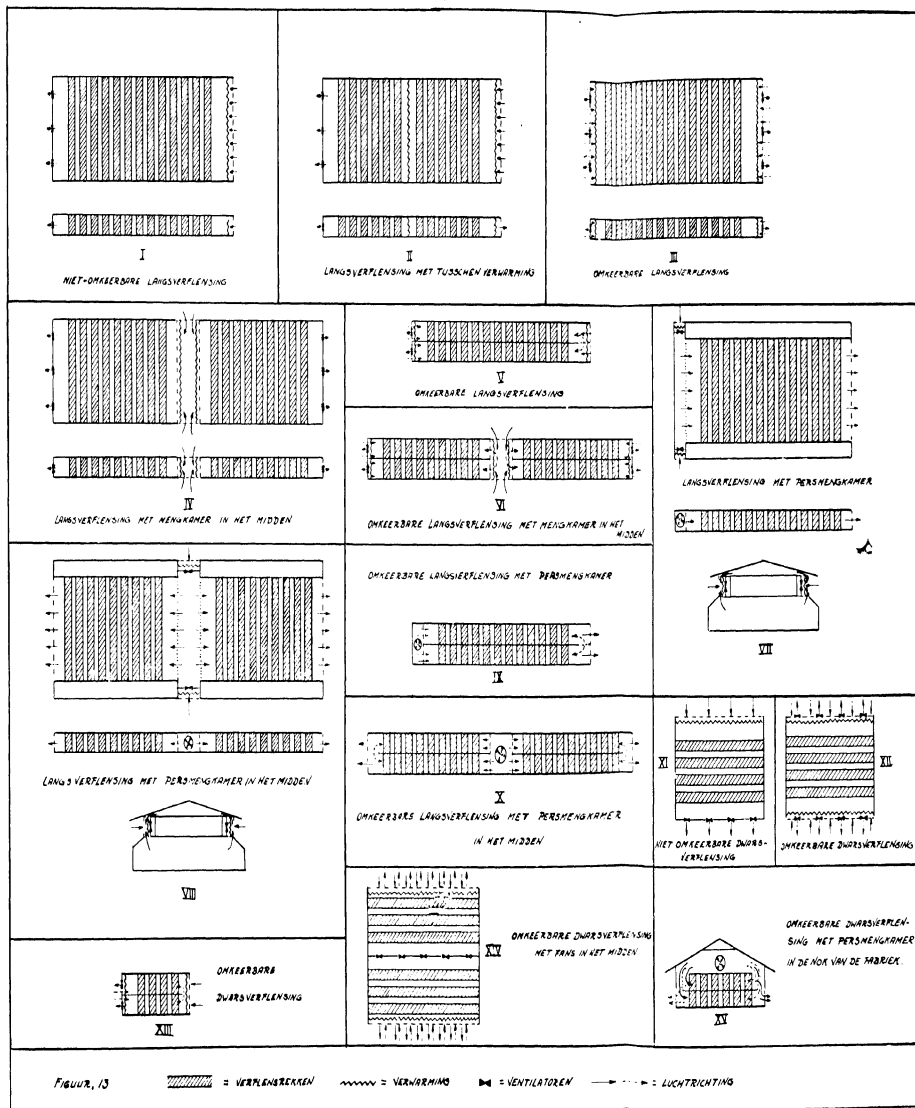 I
NIET-OMKEERBARE LANGSVERFLENSING
II
LANGSVERFLENSING MET TUSSCHEN VERWARMING
III
OMKEERBARE LANGSVERFLENSING
IV
LANGSVERFLENSING MET MENGKAMER IN HET MIDDEN
V
OMKEERBARE LANGSVERFLENSING
VI
OMKEERBARE LANGSVERFLENSING MET MENGKAMER IN HET
MIDDEN
LANGSVERFLENSING MET PERSMENGKAMER
VII
LANGSVERFLENSING MET PERSMENGKAMER IN HET MIDDEN
VIII
OMKEERBARE LANGSVERFLENSING MET PERSMENGKAMER
IX
X
OMKEERBARE LANGSVERFLENSING MET PERSMENGKAMER
IN HET MIDDEN
XI
NIET OMKEERBARE DWARS-
VERFLENSING
XII
OMKEERBARE DWARSVERFLENSING
OMKEERBARE
DWARSVERFLENSING
XIII
XIV
OMKEERBARE DWARSVERFLENSING
MET FANS IN HET MIDDEN
OMKEERBARE DWARSVERFLEN-
SING MET PERSMENGKAMER
IN DE NOK VAN DE FABRIEK.
XV
FIGUUR, 13 = VERFLENSREKKEN = VERWARMING = VENTILATOREN = LUCHTRICHTING